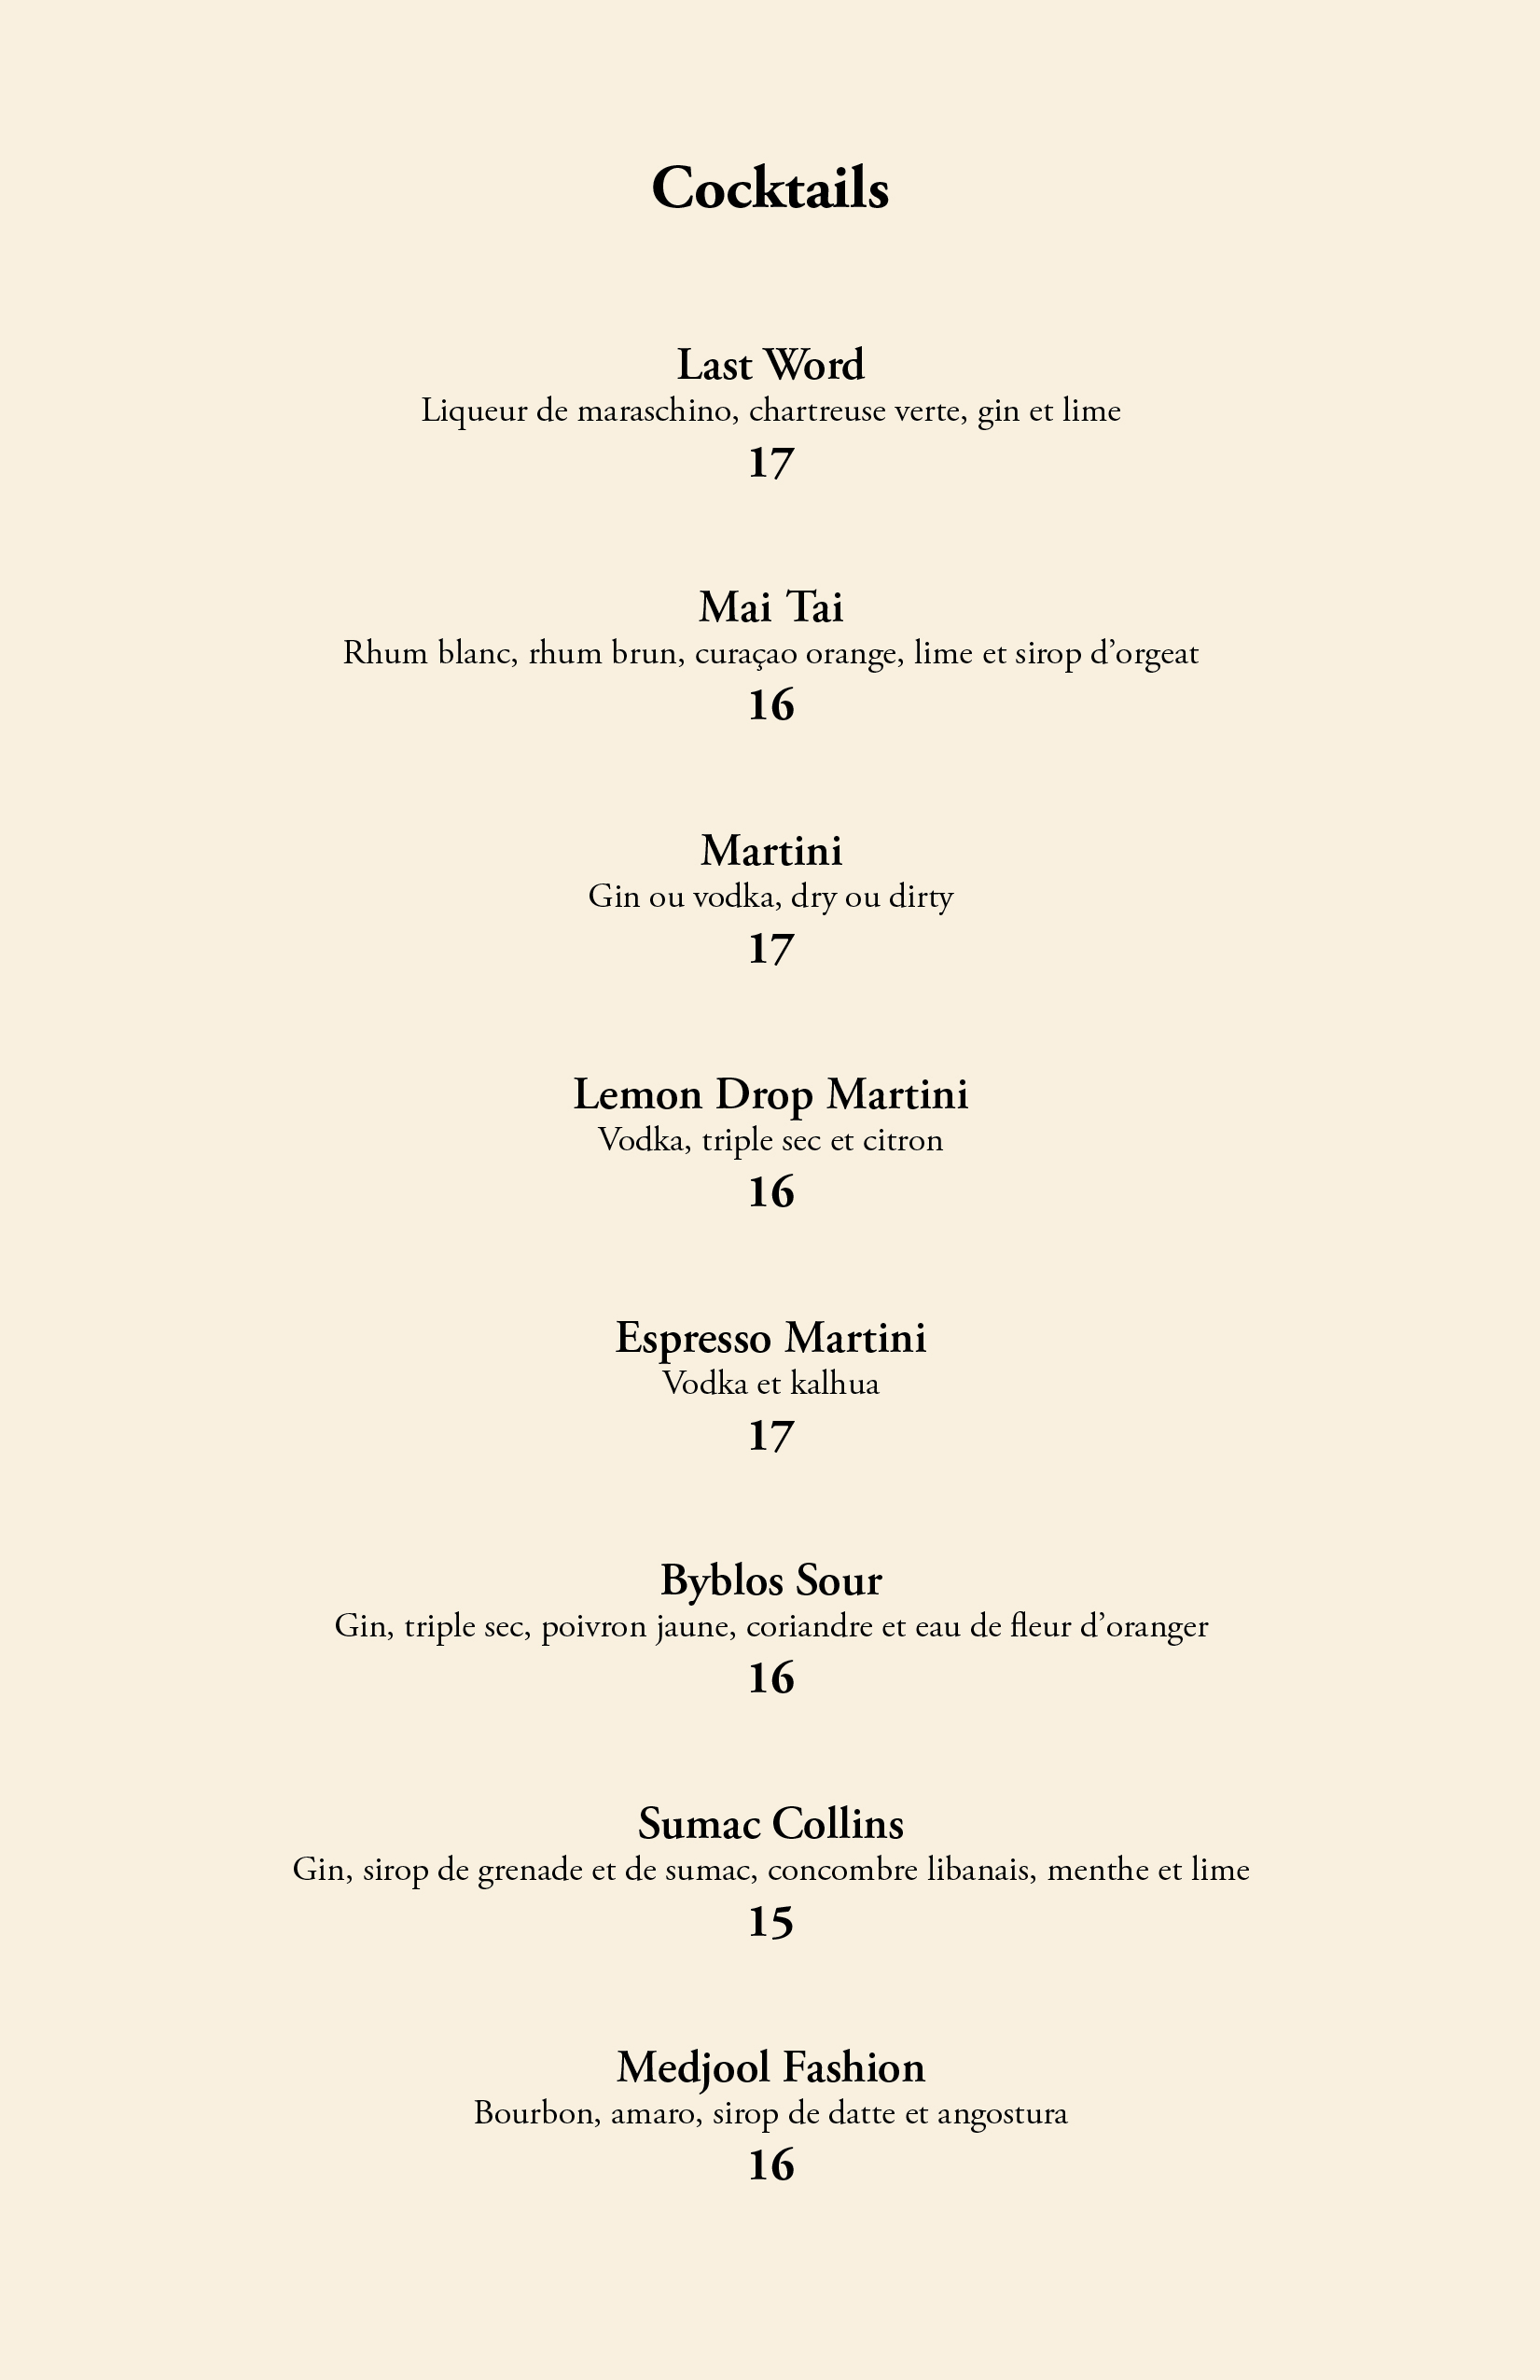 Cocktails
Last Word
Liqueur de maraschino, chartreuse verte, gin et lime
17
Mai Tai
Rhum blanc, rhum brun, curaçao orange, lime et sirop d’orgeat
16
Martini
Gin ou vodka, dry ou dirty
17
Lemon Drop Martini
Vodka, triple sec et citron
16
Espresso Martini
Vodka et kalhua
17
Byblos Sour
Gin, triple sec, poivron jaune, coriandre et eau de fleur d’oranger
16
Sumac Collins
Gin, sirop de grenade et de sumac, concombre libanais, menthe et lime
15
Medjool Fashion
Bourbon, amaro, sirop de datte et angostura
16